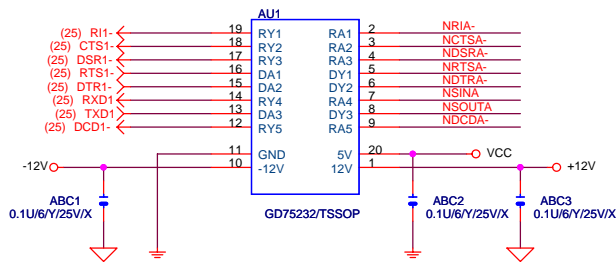 AU1
(25) RI1- 19 RY1 RA1 2 NRIA-
(25) CTS1- 18 RY2 RA2 3 NCTSA-
(25) DSR1- 17 RY3 RA3 4 NDSRA-
(25) RTS1- 16 DA1 DY1 5 NRTSA-
(25) DTR1- 15 DA2 DY2 6 NDTRA-
(25) RXD1 14 RY4 RA4 7 NSINA
(25) TXD1 13 DA3 DY3 8 NSOUTA
(25) DCD1- 12 RY5 RA5 9 NDCDA-
11 GND 5V 20 VCC
-12V 10 -12V 12V 1 +12V
ABC1
0.1U/6/Y/25V/X
GD75232/TSSOP
ABC2
0.1U/6/Y/25V/X
ABC3
0.1U/6/Y/25V/X